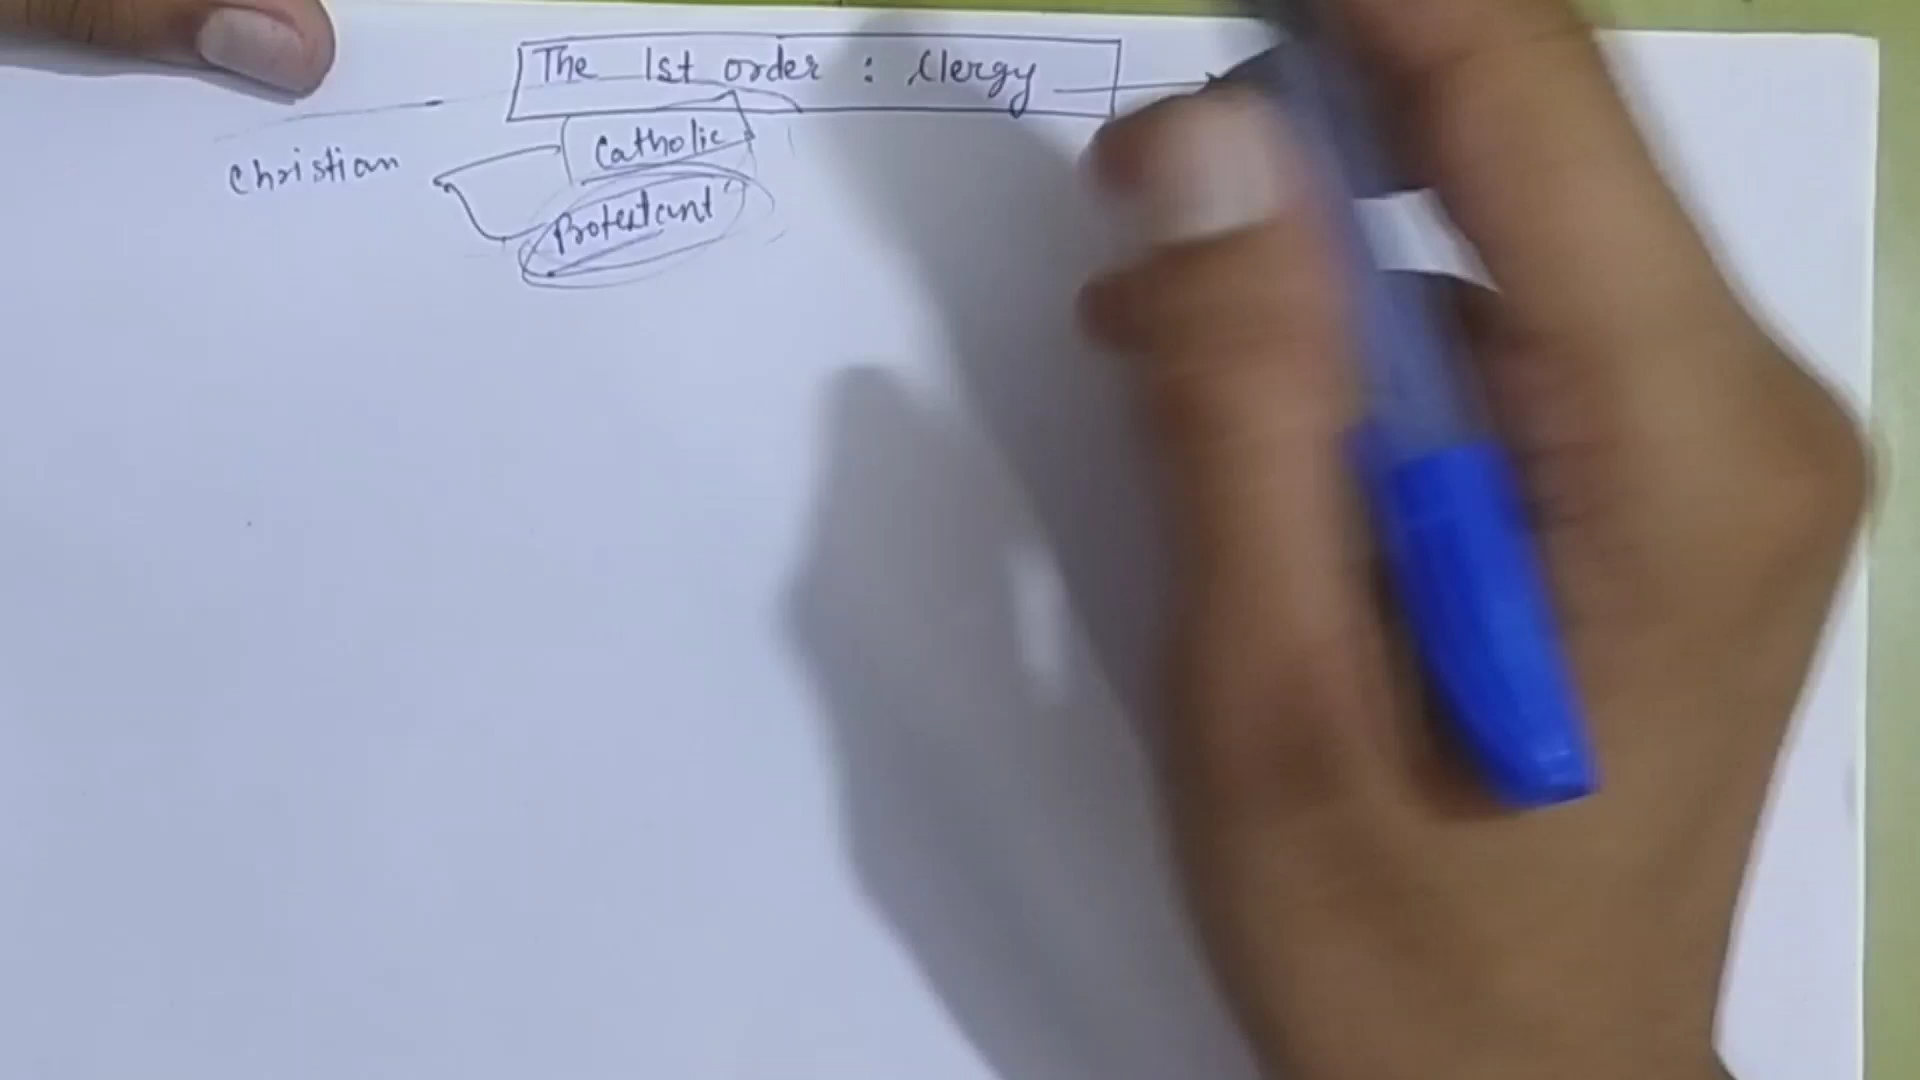 The 1st order : Clergy
Catholic
Christian
Protestant